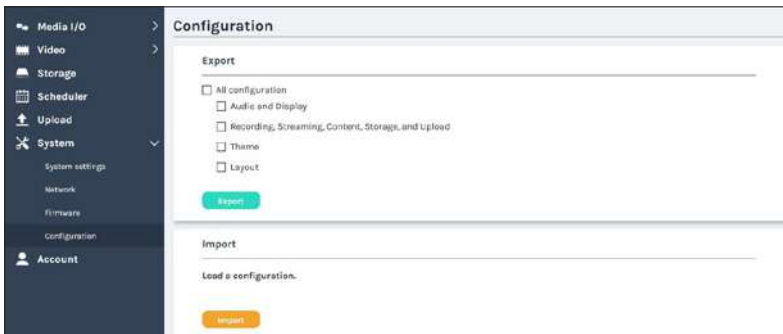 Media I/O
Video
Storage
Scheduler
Upload
System
System settings
Network
Firmware
Configuration
Account
Configuration
Export
All configuration
Audio and Display
Recording, Streaming, Content, Storage, and Upload
Theme
Layout
Export
Import
Load a configuration.
Import